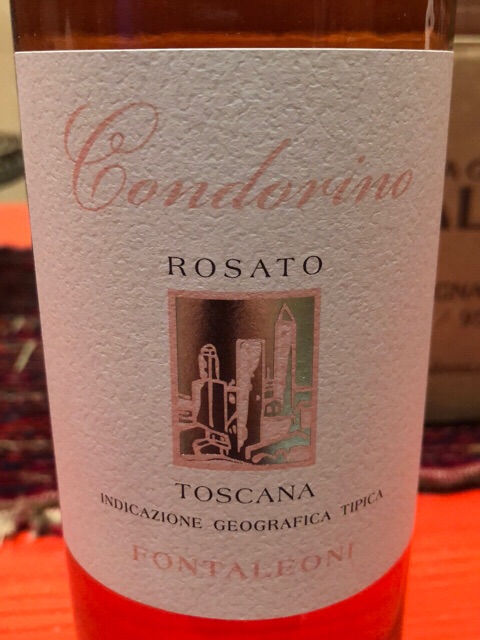 Condorino
ROSATO
TOSCANA
INDICAZIONE GEOGRAFICA TIPICA
FONTALEONI